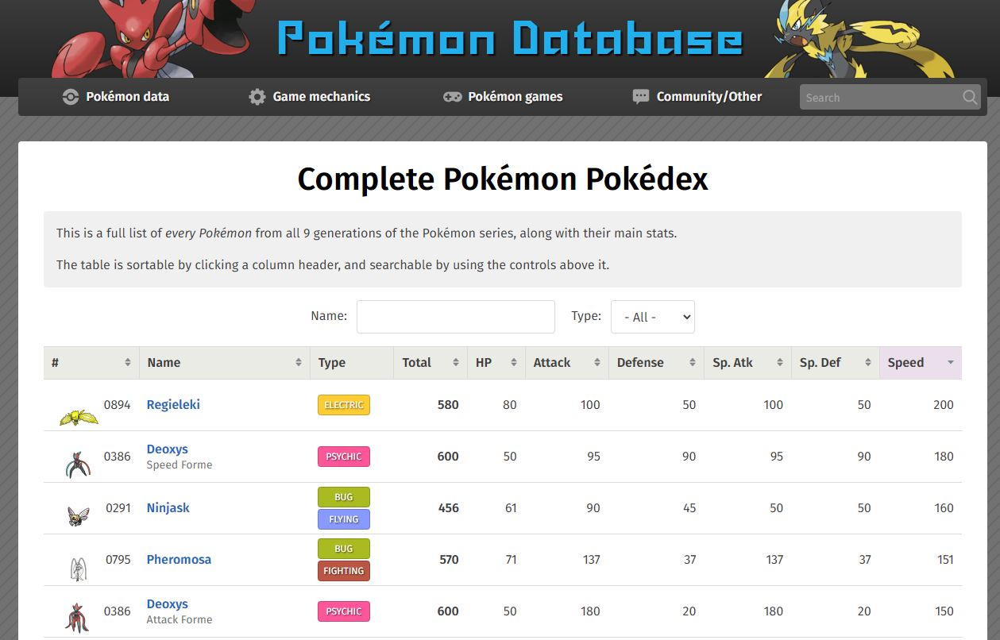 Pokémon Database
Pokémon data Game mechanics Pokémon games Community/Other Search
Complete Pokémon Pokédex
This is a full list of every Pokémon from all 9 generations of the Pokémon series, along with their main stats.
The table is sortable by clicking a column header, and searchable by using the controls above it.
Name: Type: - All -
# Name Type Total HP Attack Defense Sp. Atk Sp. Def Speed
0894 Regieleki ELECTRIC 580 80 100 50 100 50 200
0386 Deoxys Speed Forme PSYCHIC 600 50 95 90 95 90 180
0291 Ninjask BUG FLYING 456 61 90 45 50 50 160
0795 Pheromosa BUG FIGHTING 570 71 137 37 137 37 151
0386 Deoxys Attack Forme PSYCHIC 600 50 180 20 180 20 150